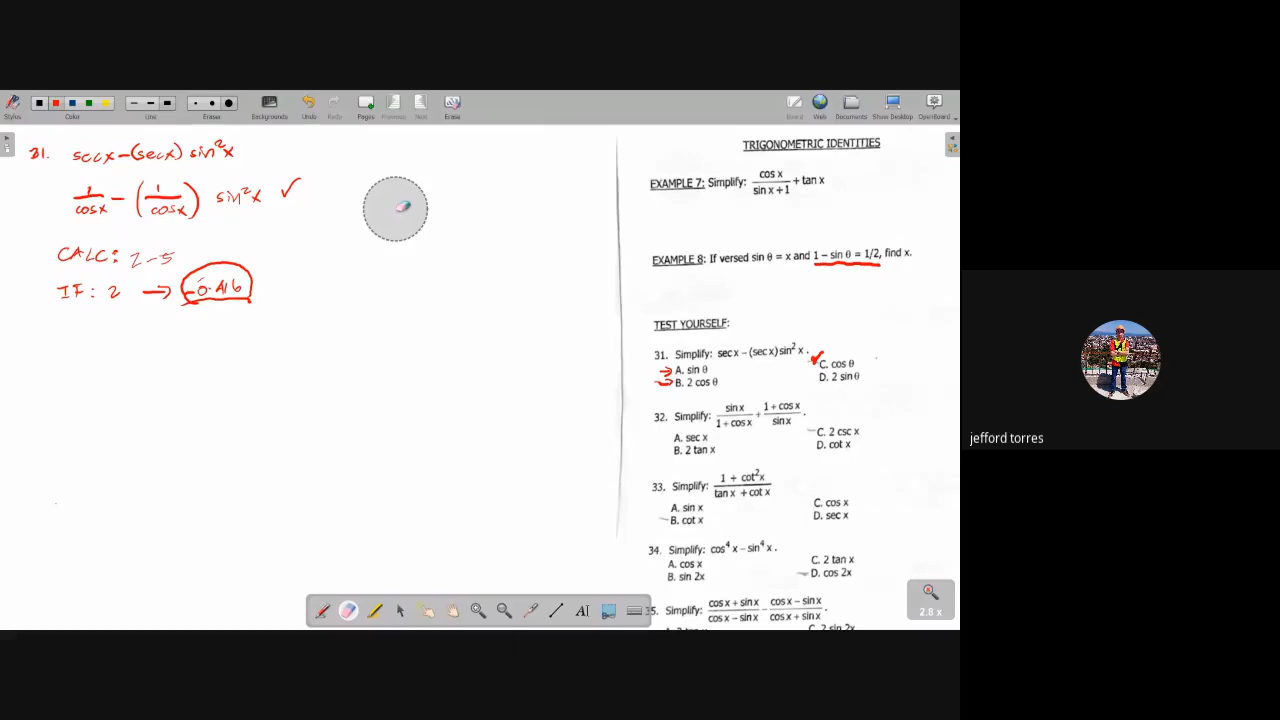 Styles
Color
Line
Eraser
Backgrounds
Undo
Redo
Pages
Previous
Next
Erase
Board
Web
Documents
Show Desktop
OpenBoard
31. secx-(secx) sin²x
1/cosx - (1/cosx) sin²x ✓
CALC: 2-5
IF: 2 → -0.416
TRIGONOMETRIC IDENTITIES
EXAMPLE 7: Simplify: cos x/sin x+1 + tan x
EXAMPLE 8: If versed sin θ = x and 1 – sin θ = 1/2, find x.
TEST YOURSELF:
31. Simplify: sec x – (sec x) sin² x .
→ A. sin θ
→ B. 2 cos θ
✓ C. cos θ
D. 2 sin θ
32. Simplify: sin x/1 + cos x + 1 + cos x/sin x .
A. sec x
B. 2 tan x
C. 2 csc x
D. cot x
33. Simplify: 1 + cot²x/tan x + cot x
A. sin x
B. cot x
C. cos x
D. sec x
34. Simplify: cos⁴ x – sin⁴ x .
A. cos x
B. sin 2x
C. 2 tan x
D. cos 2x
35. Simplify: cos x + sin x/cos x – sin x – cos x – sin x/cos x + sin x .
C. 2 sin 2x
2.8 x
jefford torres